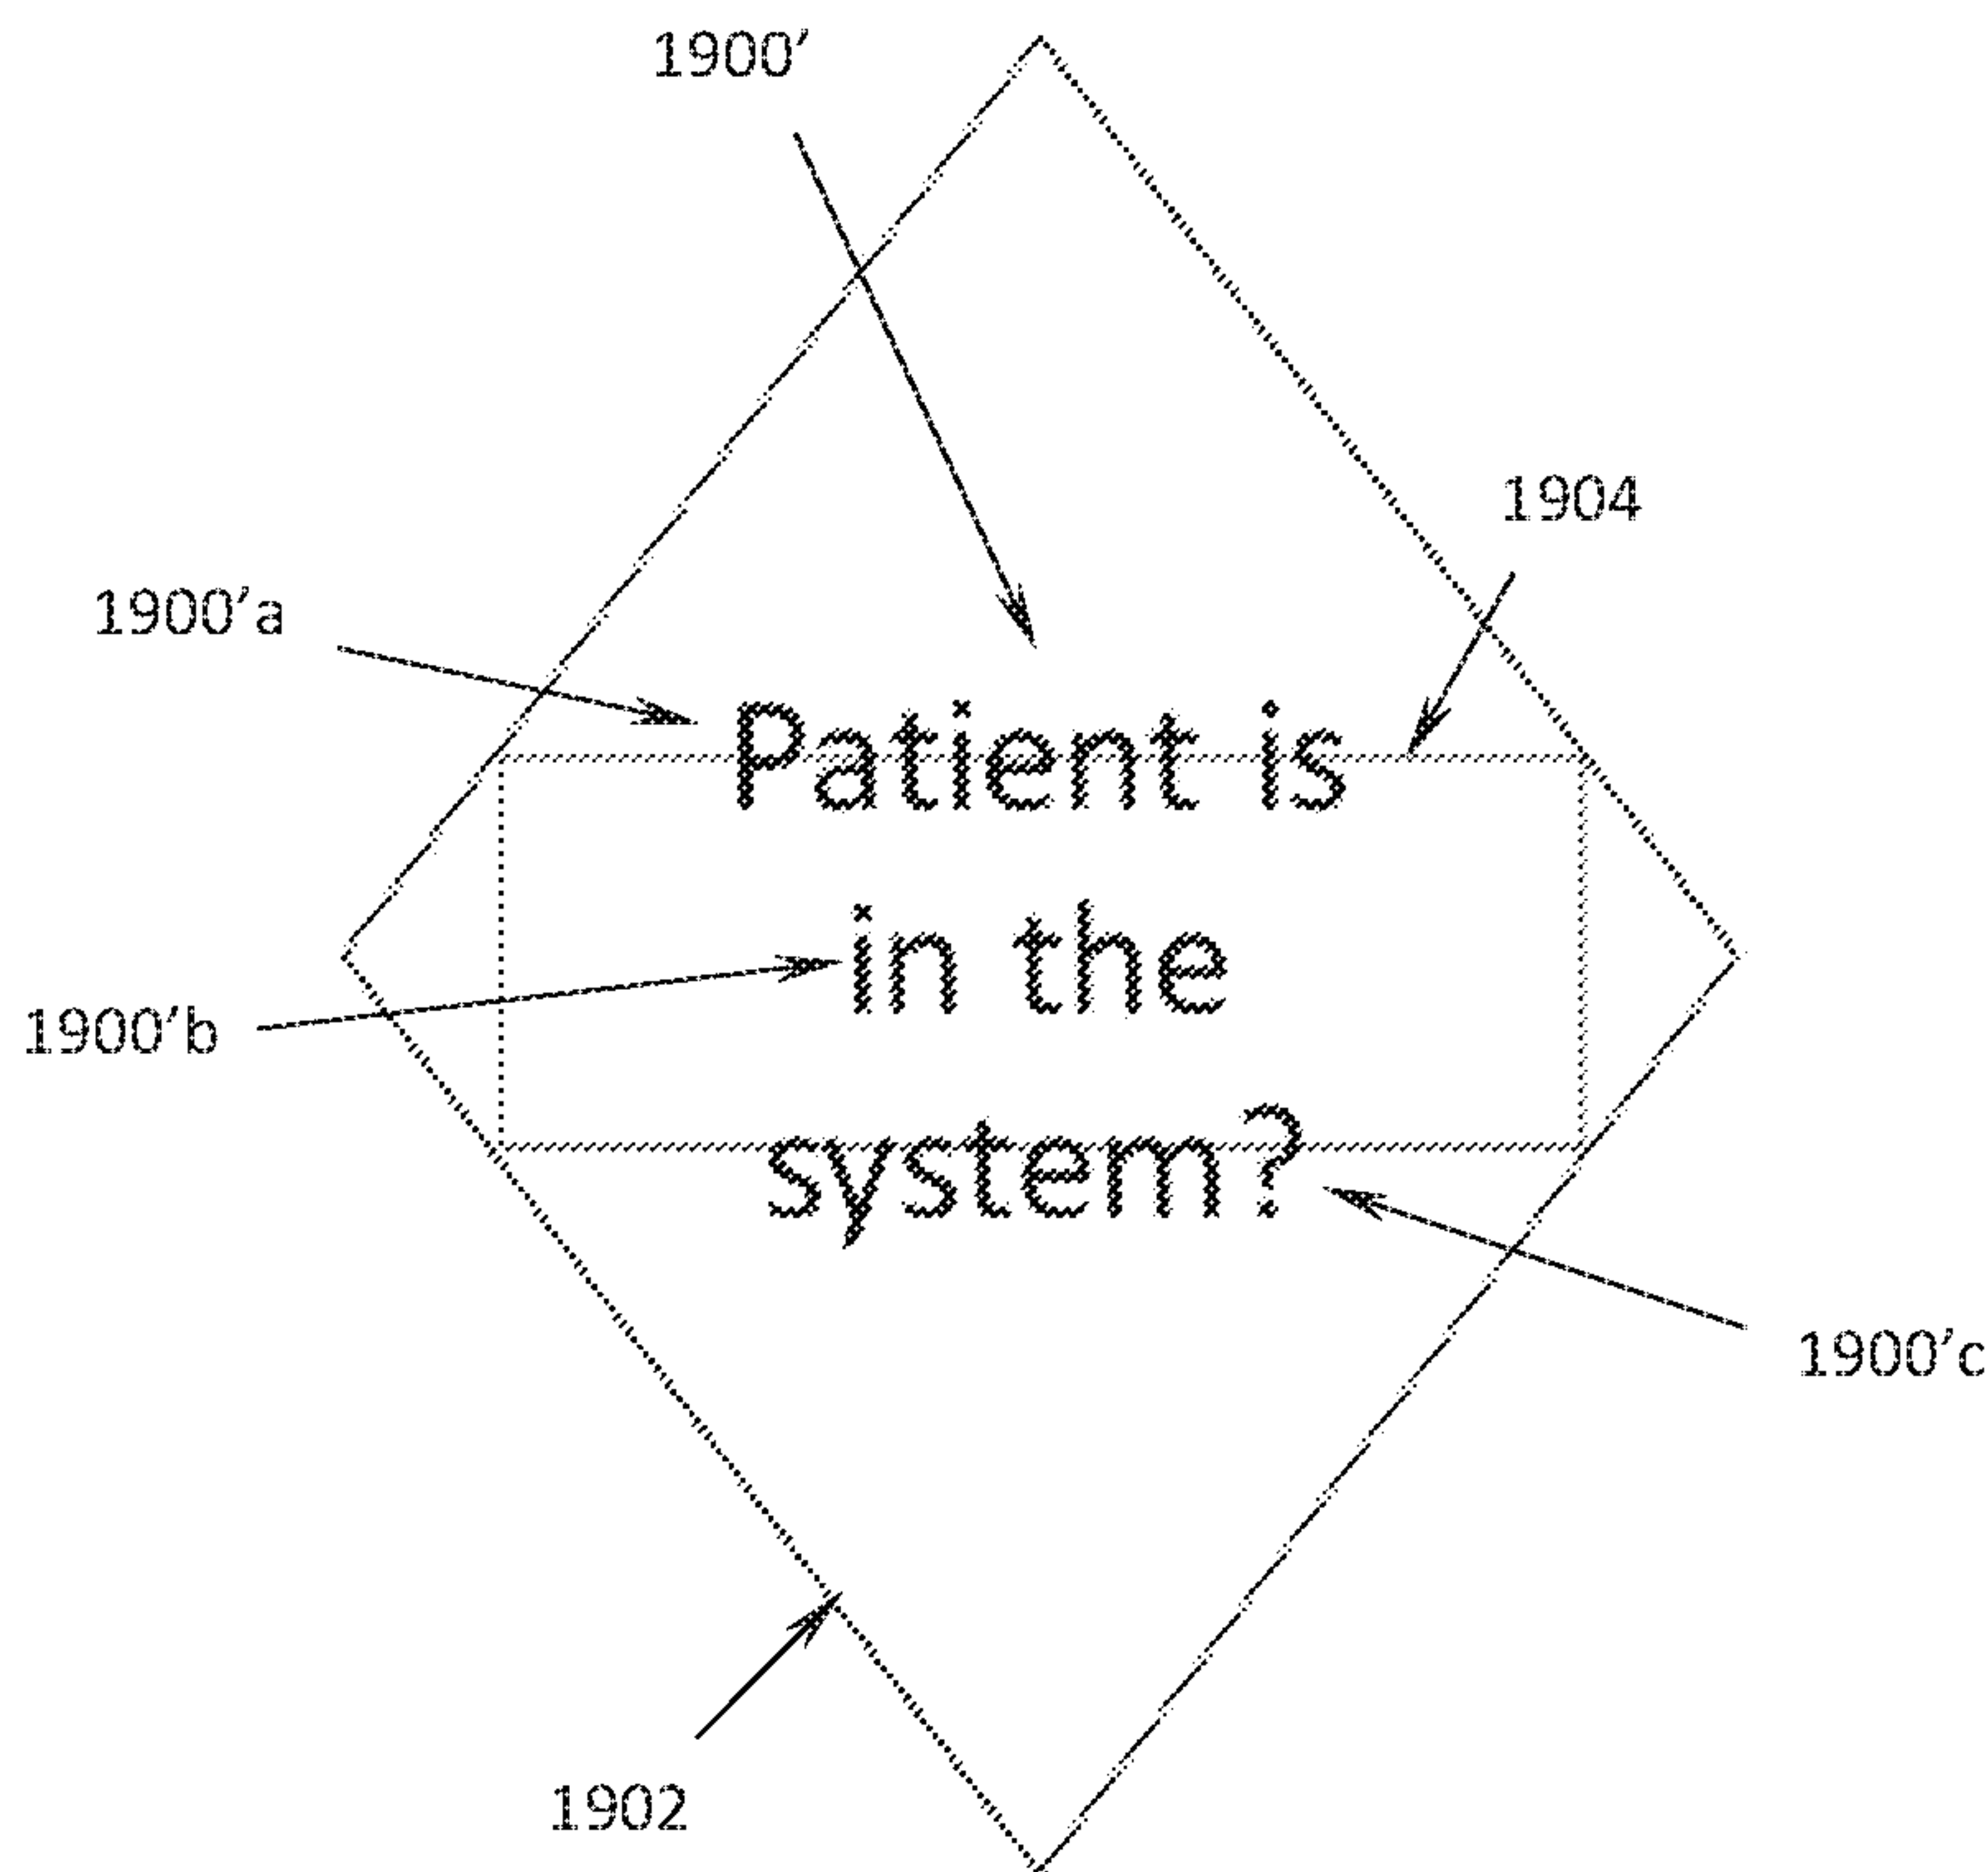 1900'
1904
1900'a
Patient is
in the
1900'b
system?
1900'c
1902